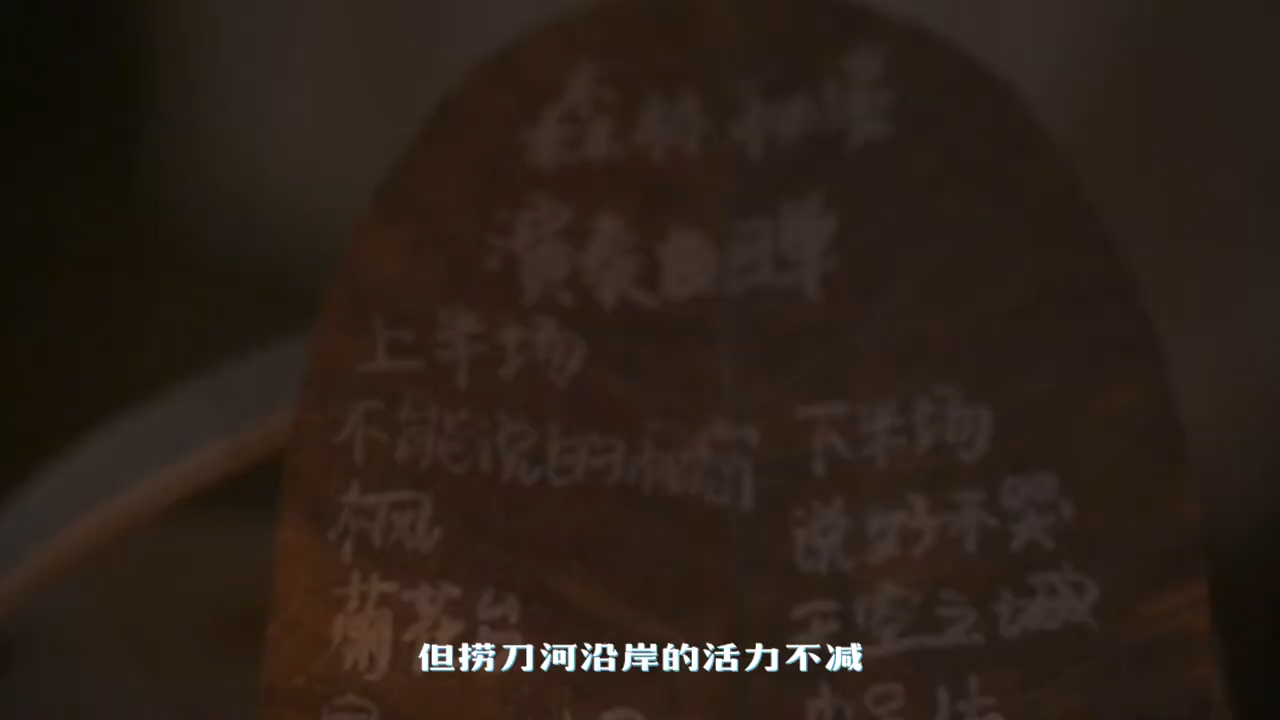 演奏曲目单
上半场
不能说的秘密
枫
菊花台
下半场
说好不哭
天空之城
但捞刀河沿岸的活力不减